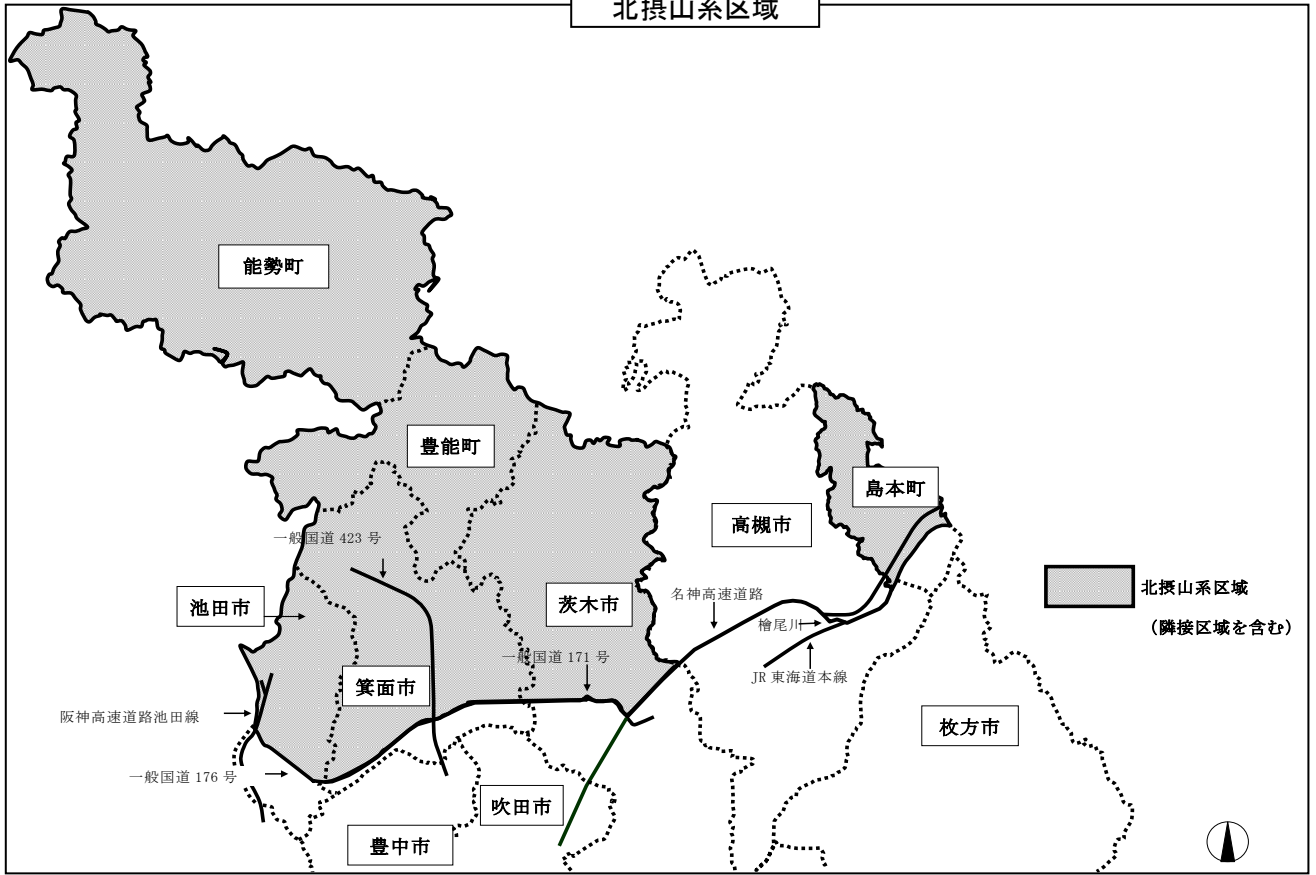 北摂山系区域
能勢町
豊能町
島本町
高槻市
一般国道 423 号
北摂山系区域
(隣接区域を含む)
池田市
茨木市
名神高速道路
檜尾川
一般国道 171 号
JR 東海道本線
箕面市
阪神高速道路池田線
枚方市
一般国道 176 号
吹田市
豊中市